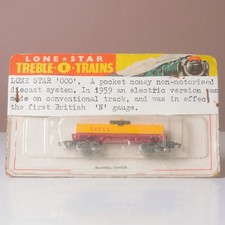 LONE★STAR
TREBLE-O-TRAINS
LONE STAR 'OOO'. A pocket money non-motorised
diecast system. In 1959 an electric version was
made on conventional track, and was in effect
the first British 'N' gauge.
SHELL